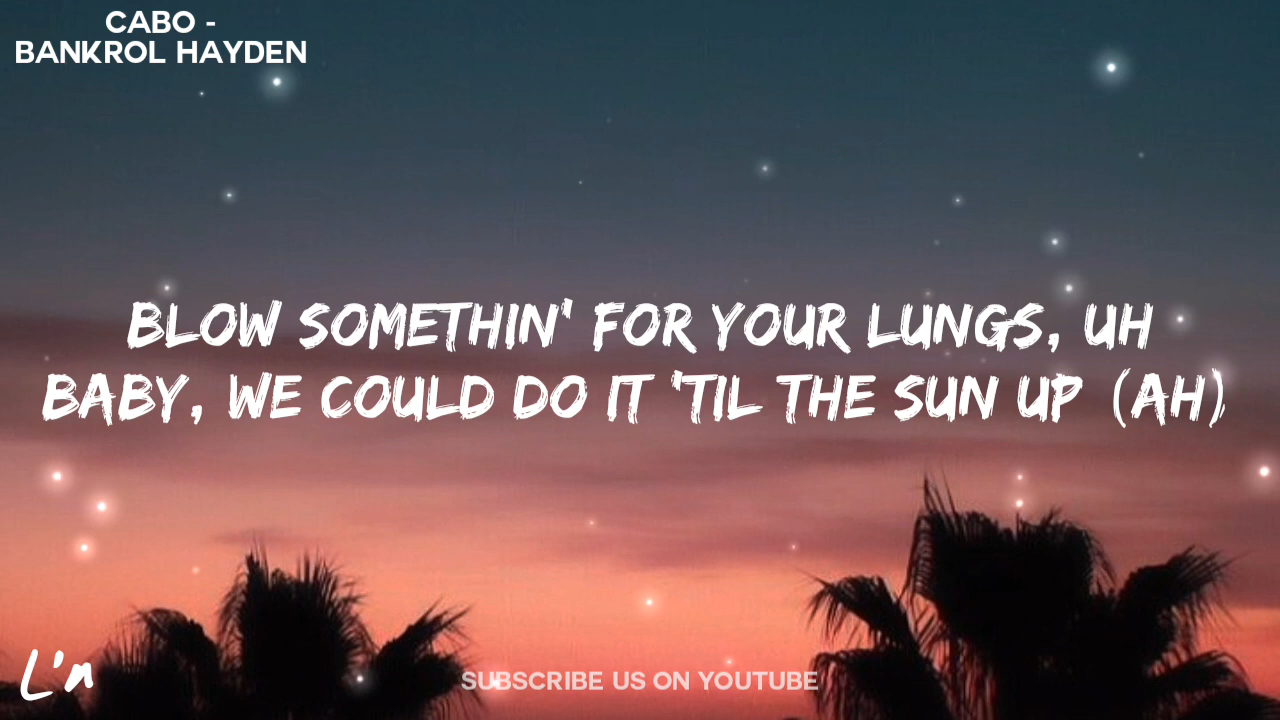 CABO -
BANKROL HAYDEN
BLOW SOMETHIN' FOR YOUR LUNGS, UH
BABY, WE COULD DO IT 'TIL THE SUN UP (AH)
L'n
SUBSCRIBE US ON YOUTUBE